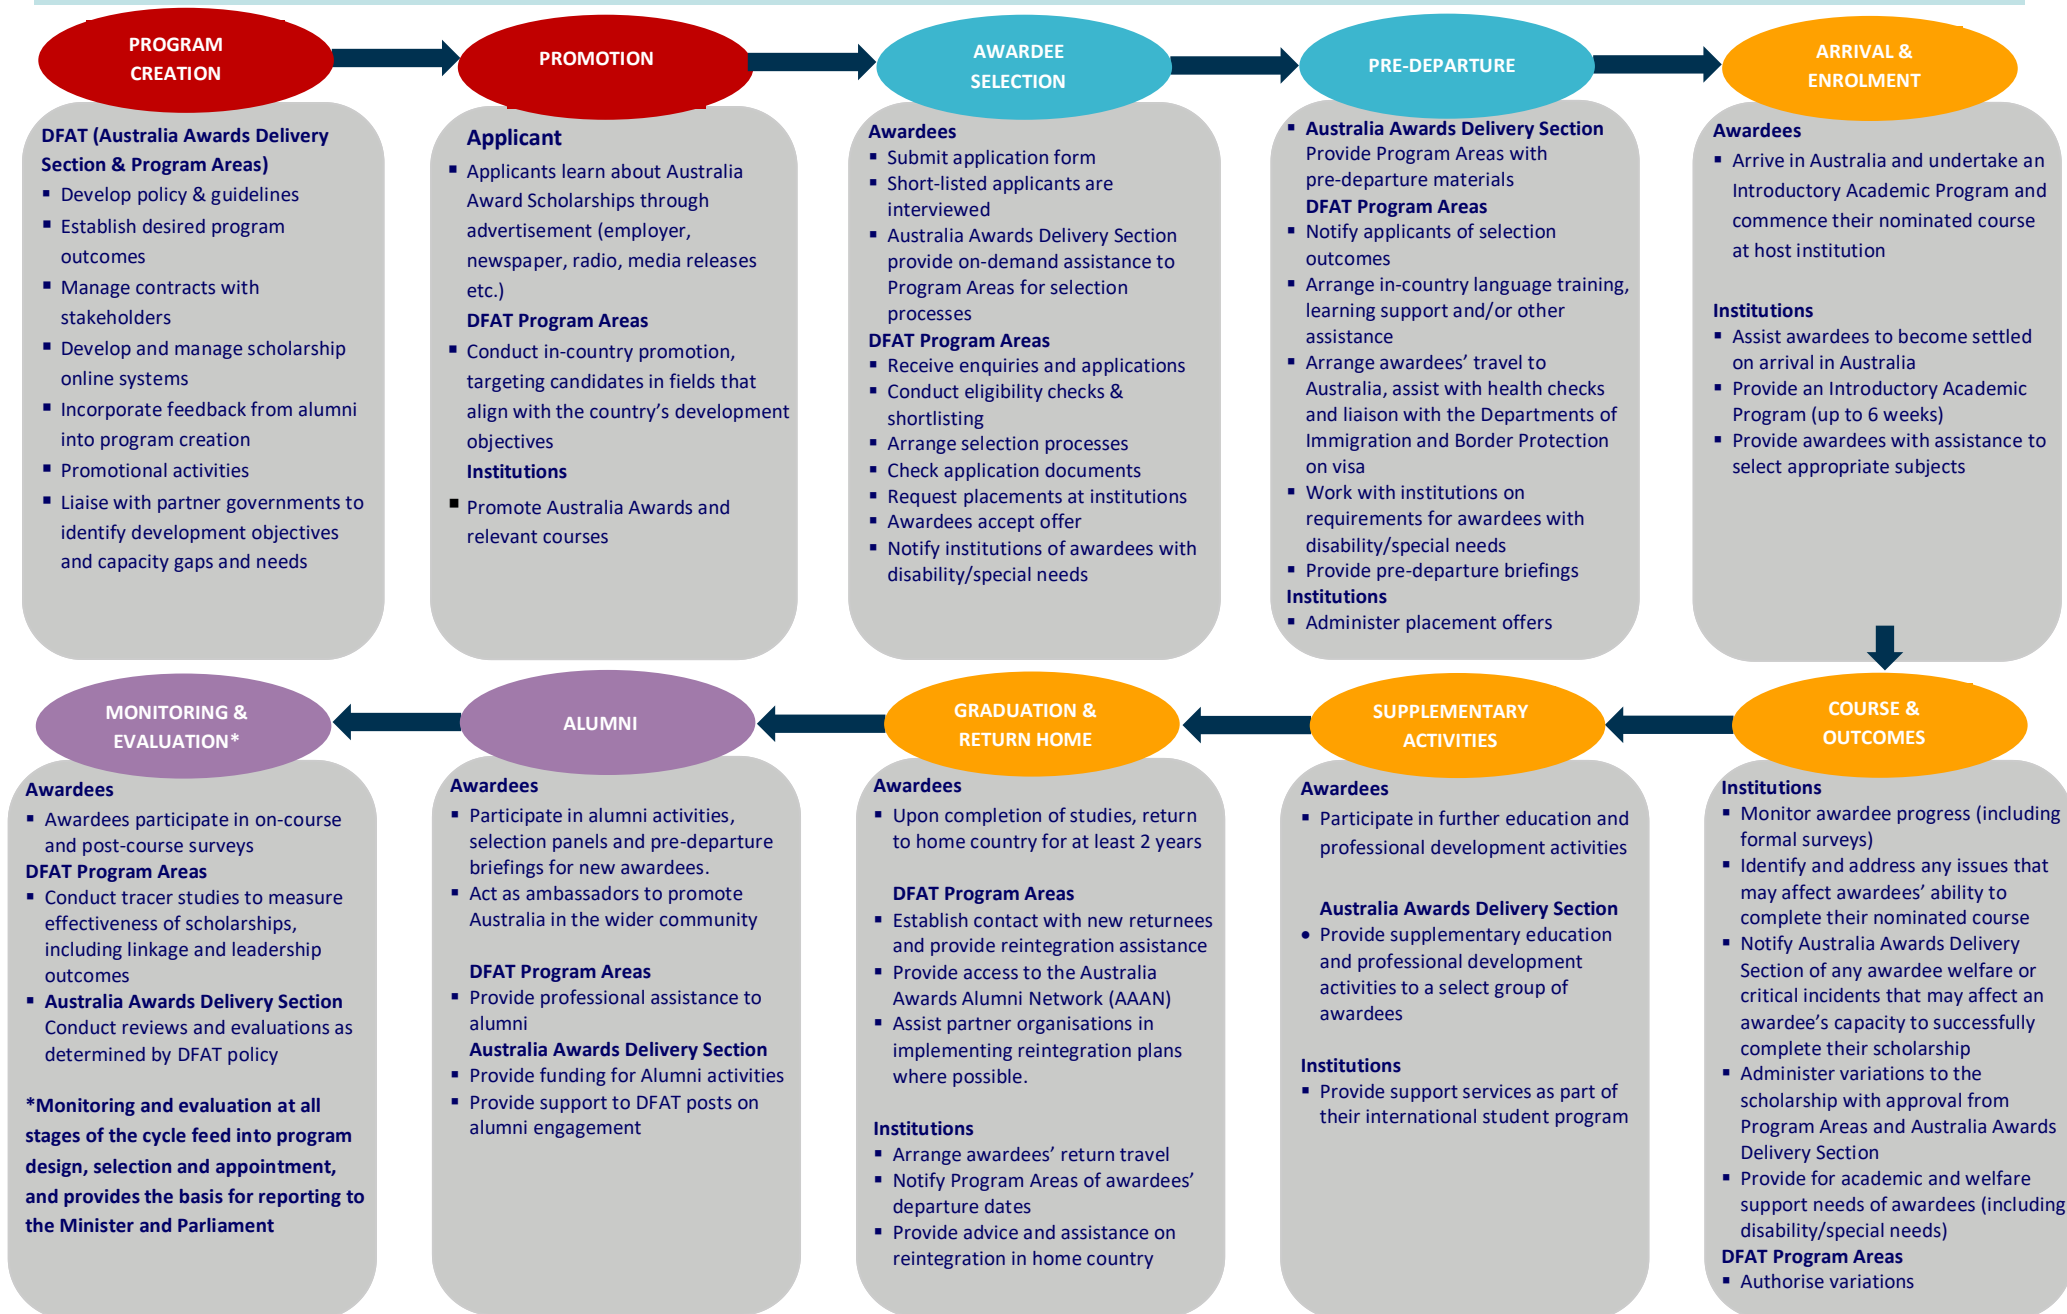 PROGRAM
CREATION
DFAT (Australia Awards Delivery
Section & Program Areas)
▪ Develop policy & guidelines
▪ Establish desired program
outcomes
▪ Manage contracts with
stakeholders
▪ Develop and manage scholarship
online systems
▪ Incorporate feedback from alumni
into program creation
▪ Promotional activities
▪ Liaise with partner governments to
identify development objectives
and capacity gaps and needs
PROMOTION
Applicant
▪ Applicants learn about Australia
Award Scholarships through
advertisement (employer,
newspaper, radio, media releases
etc.)
DFAT Program Areas
▪ Conduct in-country promotion,
targeting candidates in fields that
align with the country’s development
objectives
Institutions
▪ Promote Australia Awards and
relevant courses
AWARDEE
SELECTION
Awardees
▪ Submit application form
▪ Short-listed applicants are
interviewed
▪ Australia Awards Delivery Section
provide on-demand assistance to
Program Areas for selection
processes
DFAT Program Areas
▪ Receive enquiries and applications
▪ Conduct eligibility checks &
shortlisting
▪ Arrange selection processes
▪ Check application documents
▪ Request placements at institutions
▪ Awardees accept offer
▪ Notify institutions of awardees with
disability/special needs
PRE-DEPARTURE
▪ Australia Awards Delivery Section
Provide Program Areas with
pre-departure materials
DFAT Program Areas
▪ Notify applicants of selection
outcomes
▪ Arrange in-country language training,
learning support and/or other
assistance
▪ Arrange awardees’ travel to
Australia, assist with health checks
and liaison with the Departments of
Immigration and Border Protection
on visa
▪ Work with institutions on
requirements for awardees with
disability/special needs
▪ Provide pre-departure briefings
Institutions
▪ Administer placement offers
ARRIVAL &
ENROLMENT
Awardees
▪ Arrive in Australia and undertake an
Introductory Academic Program and
commence their nominated course
at host institution
Institutions
▪ Assist awardees to become settled
on arrival in Australia
▪ Provide an Introductory Academic
Program (up to 6 weeks)
▪ Provide awardees with assistance to
select appropriate subjects
MONITORING &
EVALUATION*
Awardees
▪ Awardees participate in on-course
and post-course surveys
DFAT Program Areas
▪ Conduct tracer studies to measure
effectiveness of scholarships,
including linkage and leadership
outcomes
▪ Australia Awards Delivery Section
Conduct reviews and evaluations as
determined by DFAT policy
*Monitoring and evaluation at all
stages of the cycle feed into program
design, selection and appointment,
and provides the basis for reporting to
the Minister and Parliament
ALUMNI
Awardees
▪ Participate in alumni activities,
selection panels and pre-departure
briefings for new awardees.
▪ Act as ambassadors to promote
Australia in the wider community
DFAT Program Areas
▪ Provide professional assistance to
alumni
Australia Awards Delivery Section
▪ Provide funding for Alumni activities
▪ Provide support to DFAT posts on
alumni engagement
GRADUATION &
RETURN HOME
Awardees
▪ Upon completion of studies, return
to home country for at least 2 years
DFAT Program Areas
▪ Establish contact with new returnees
and provide reintegration assistance
▪ Provide access to the Australia
Awards Alumni Network (AAAN)
▪ Assist partner organisations in
implementing reintegration plans
where possible.
Institutions
▪ Arrange awardees’ return travel
▪ Notify Program Areas of awardees’
departure dates
▪ Provide advice and assistance on
reintegration in home country
SUPPLEMENTARY
ACTIVITIES
Awardees
▪ Participate in further education and
professional development activities
Australia Awards Delivery Section
• Provide supplementary education
and professional development
activities to a select group of
awardees
Institutions
▪ Provide support services as part of
their international student program
COURSE &
OUTCOMES
Institutions
▪ Monitor awardee progress (including
formal surveys)
▪ Identify and address any issues that
may affect awardees’ ability to
complete their nominated course
▪ Notify Australia Awards Delivery
Section of any awardee welfare or
critical incidents that may affect an
awardee’s capacity to successfully
complete their scholarship
▪ Administer variations to the
scholarship with approval from
Program Areas and Australia Awards
Delivery Section
▪ Provide for academic and welfare
support needs of awardees (including
disability/special needs)
DFAT Program Areas
▪ Authorise variations